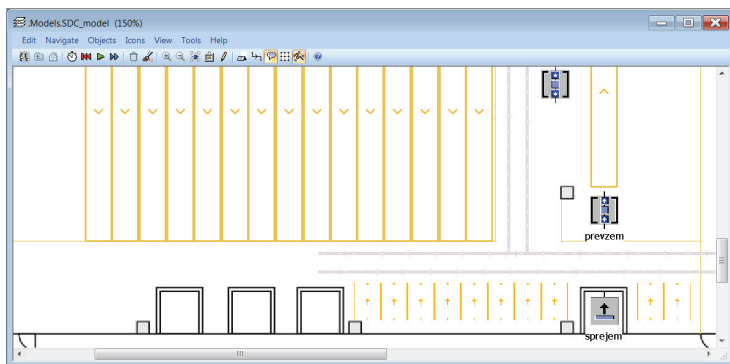 .Models.SDC_model (150%)
Edit Navigate Objects Icons View Tools Help
prevzem
sprejem